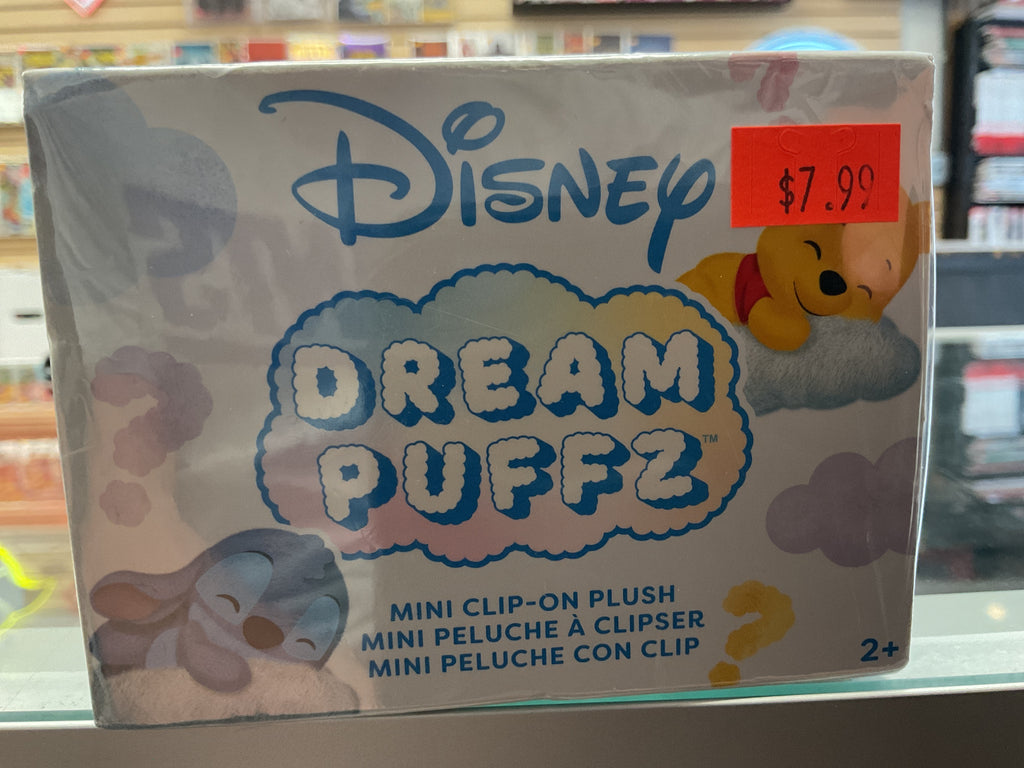 DISNEY
$7.99
DREAM
PUFFZ™
MINI CLIP-ON PLUSH
MINI PELUCHE À CLIPSER
MINI PELUCHE CON CLIP
2+